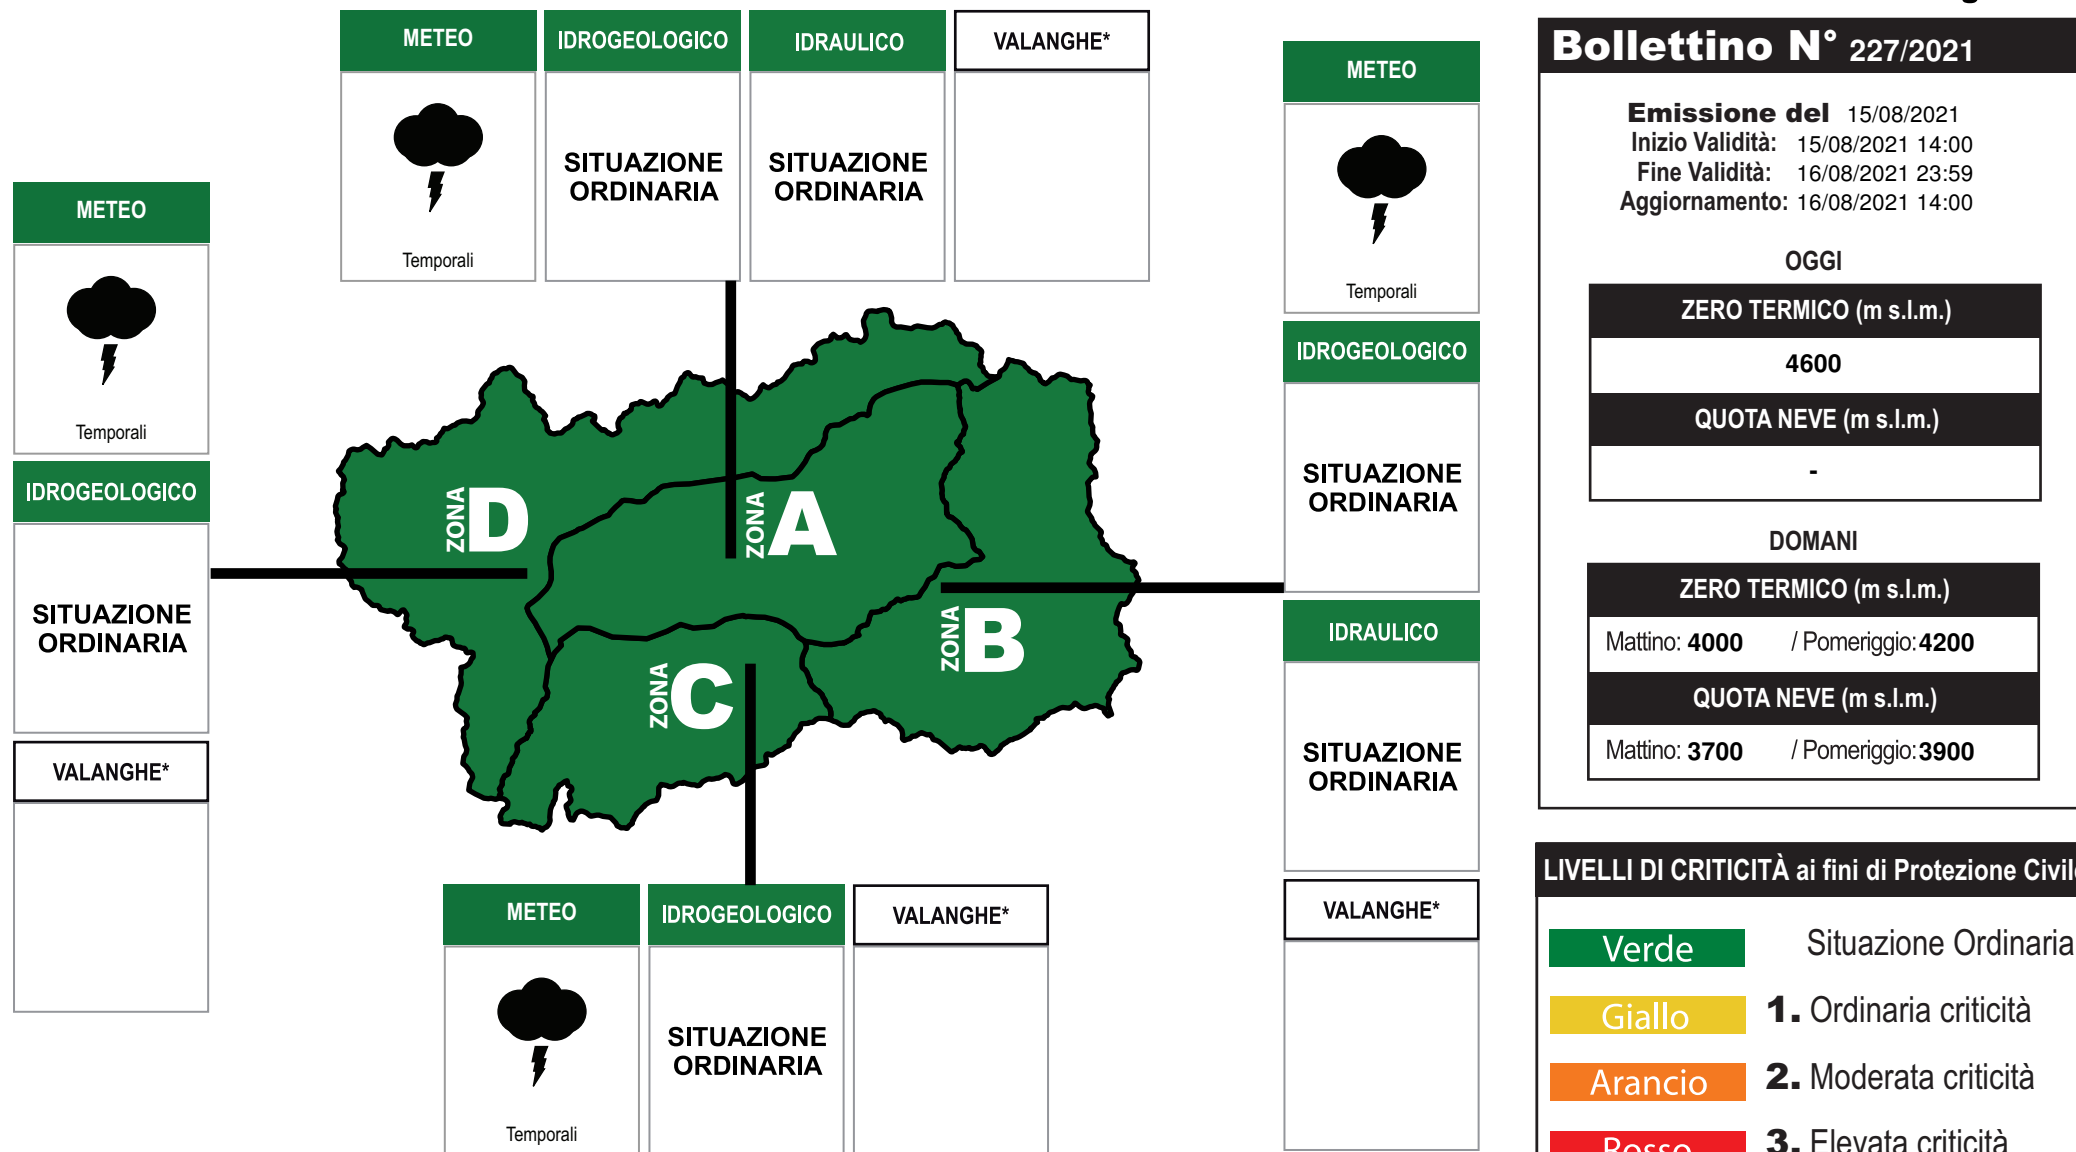 METEO IDROGEOLOGICO IDRAULICO VALANGHE*
Temporali
SITUAZIONE
ORDINARIA
SITUAZIONE
ORDINARIA
METEO
Temporali
IDROGEOLOGICO
SITUAZIONE
ORDINARIA
VALANGHE*
ZONA D
ZONA A
ZONA B
ZONA C
METEO
Temporali
IDROGEOLOGICO
SITUAZIONE
ORDINARIA
IDRAULICO
SITUAZIONE
ORDINARIA
VALANGHE*
METEO IDROGEOLOGICO VALANGHE*
Temporali
SITUAZIONE
ORDINARIA
Bollettino N° 227/2021
Emissione del 15/08/2021
Inizio Validità: 15/08/2021 14:00
Fine Validità: 16/08/2021 23:59
Aggiornamento: 16/08/2021 14:00
OGGI
ZERO TERMICO (m s.l.m.)
4600
QUOTA NEVE (m s.l.m.)
-
DOMANI
ZERO TERMICO (m s.l.m.)
Mattino: 4000 / Pomeriggio: 4200
QUOTA NEVE (m s.l.m.)
Mattino: 3700 / Pomeriggio: 3900
LIVELLI DI CRITICITÀ ai fini di Protezione Civile
Verde Situazione Ordinaria
Giallo 1. Ordinaria criticità
Arancio 2. Moderata criticità
Rosso 3. Elevata criticità